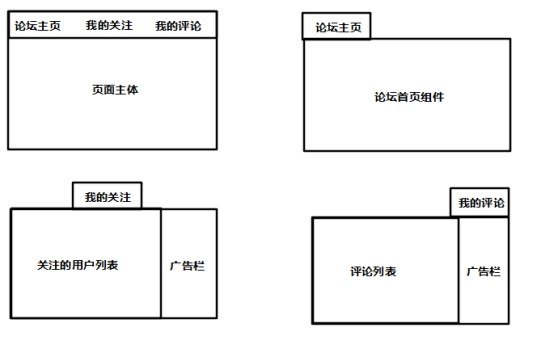 论坛主页 我的关注 我的评论
页面主体
论坛主页
论坛首页组件
我的关注
关注的用户列表 广告栏
我的评论
评论列表 广告栏